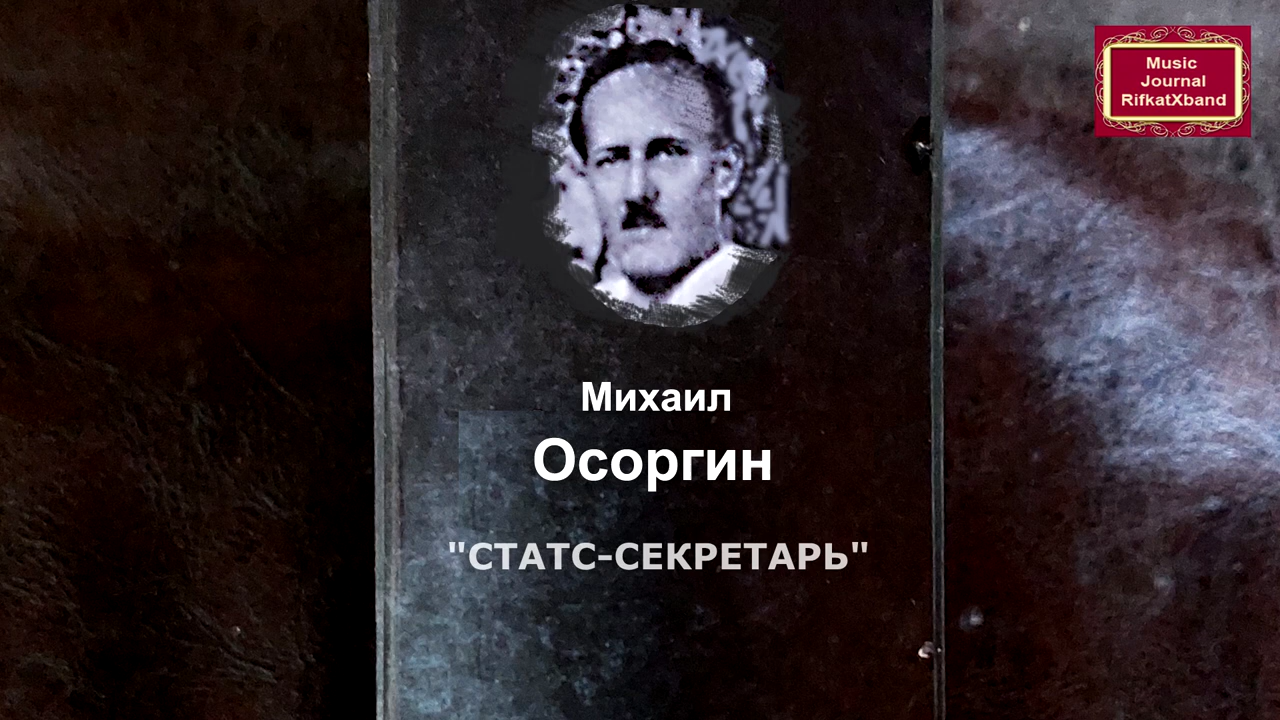 Music
Journal
RifkatXband
Михаил
Осоргин
"СТАТС-СЕКРЕТАРЬ"